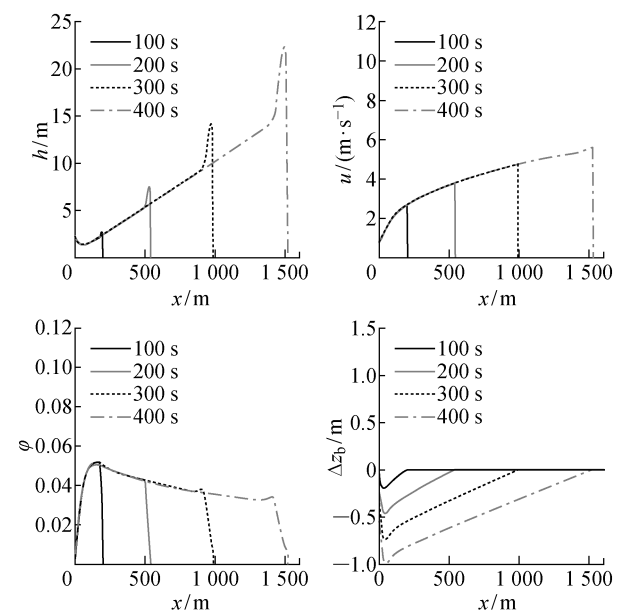 25
20
15
10
5
0
500
1 000
1 500
h/m
x/m
100 s
200 s
300 s
400 s
12
10
8
6
4
2
0
500
1 000
1 500
u/(m·s⁻¹)
x/m
100 s
200 s
300 s
400 s
0.12
0.10
0.08
0.06
0.04
0.02
0
500
1 000
1 500
φ
x/m
100 s
200 s
300 s
400 s
1.5
1.0
0.5
0
−0.5
−1.0
0
500
1 000
1 500
Δz_b/m
x/m
100 s
200 s
300 s
400 s